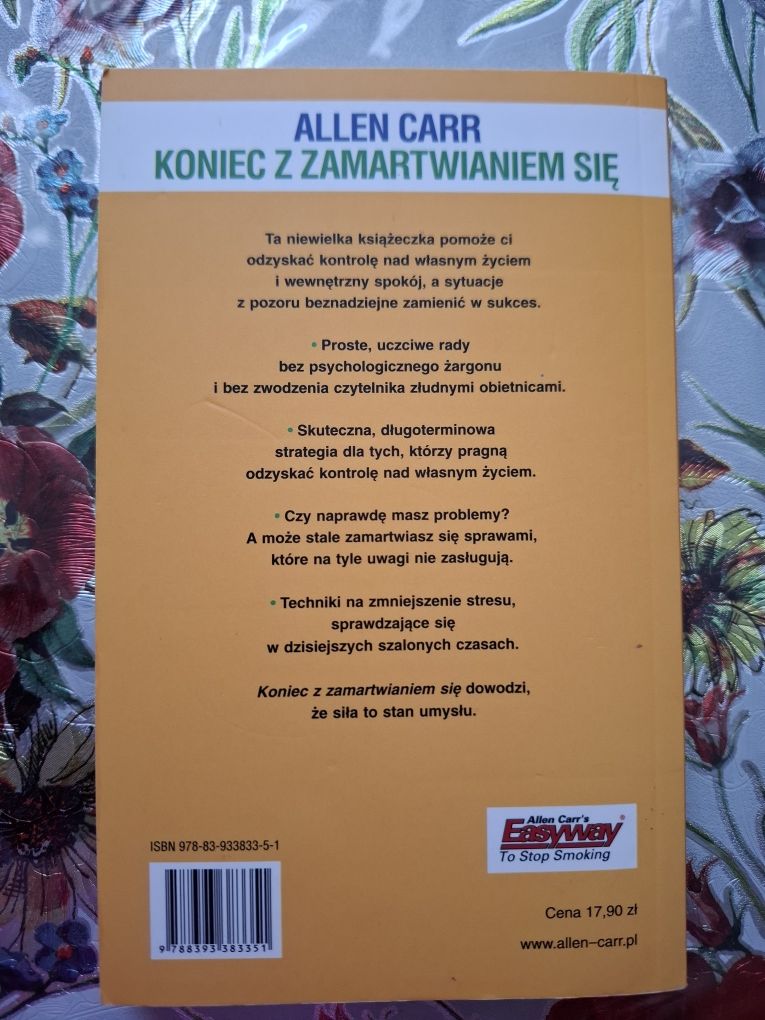 ALLEN CARR
KONIEC Z ZAMARTWIANIEM SIĘ
Ta niewielka książeczka pomoże ci
odzyskać kontrolę nad własnym życiem
i wewnętrzny spokój, a sytuacje
z pozoru beznadziejne zamienić w sukces.
• Proste, uczciwe rady
bez psychologicznego żargonu
i bez zwodzenia czytelnika złudnymi obietnicami.
• Skuteczna, długoterminowa
strategia dla tych, którzy pragną
odzyskać kontrolę nad własnym życiem.
• Czy naprawdę masz problemy?
A może stale zamartwiasz się sprawami,
które na tyle uwagi nie zasługują.
• Techniki na zmniejszenie stresu,
sprawdzające się
w dzisiejszych szalonych czasach.
Koniec z zamartwianiem się dowodzi,
że siła to stan umysłu.
ISBN 978-83-933833-5-1
9 788393 383351
Allen Carr's
Easyway®
To Stop Smoking
Cena 17,90 zł
www.allen–carr.pl